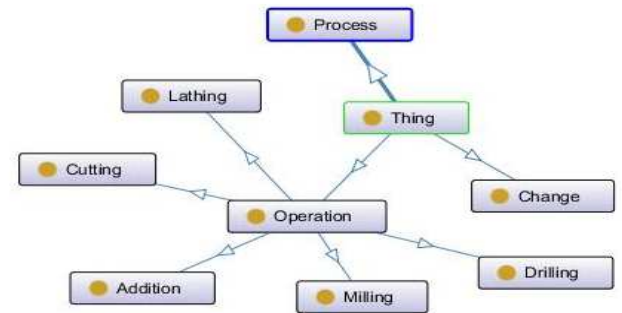 Process
Lathing
Thing
Cutting
Change
Operation
Drilling
Addition
Milling